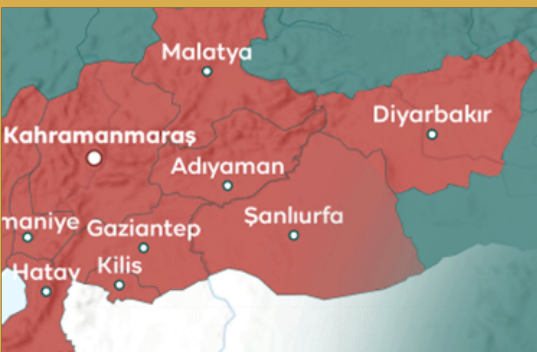 Malatya
Diyarbakır
Kahramanmaraş
Adıyaman
Şanlıurfa
maniye
Gaziantep
Kilis
Hatay